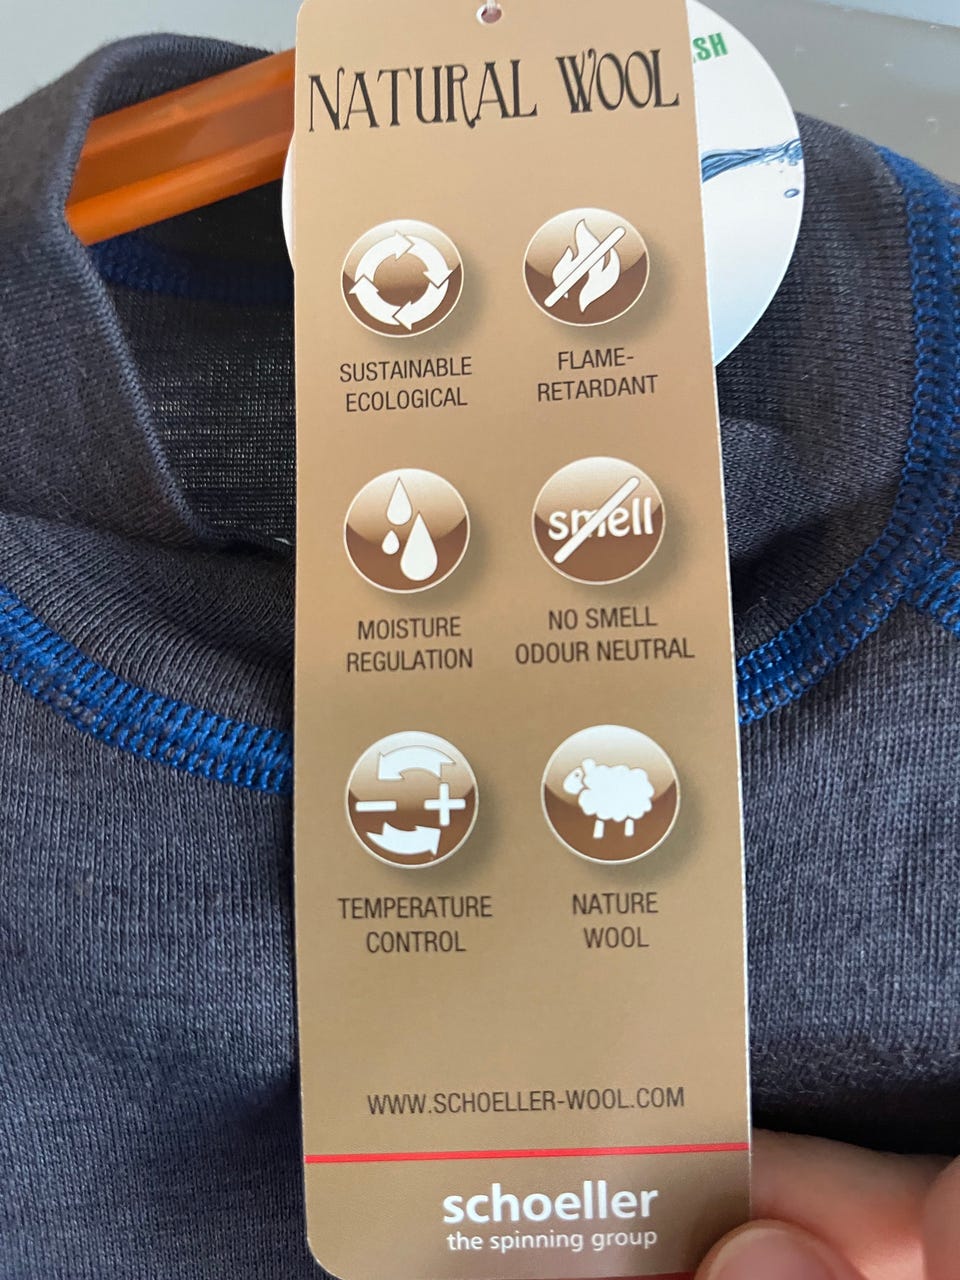 NATURAL WOOL
SUSTAINABLE
ECOLOGICAL
FLAME-
RETARDANT
MOISTURE
REGULATION
smell
NO SMELL
ODOUR NEUTRAL
TEMPERATURE
CONTROL
NATURE
WOOL
WWW.SCHOELLER-WOOL.COM
schoeller
the spinning group